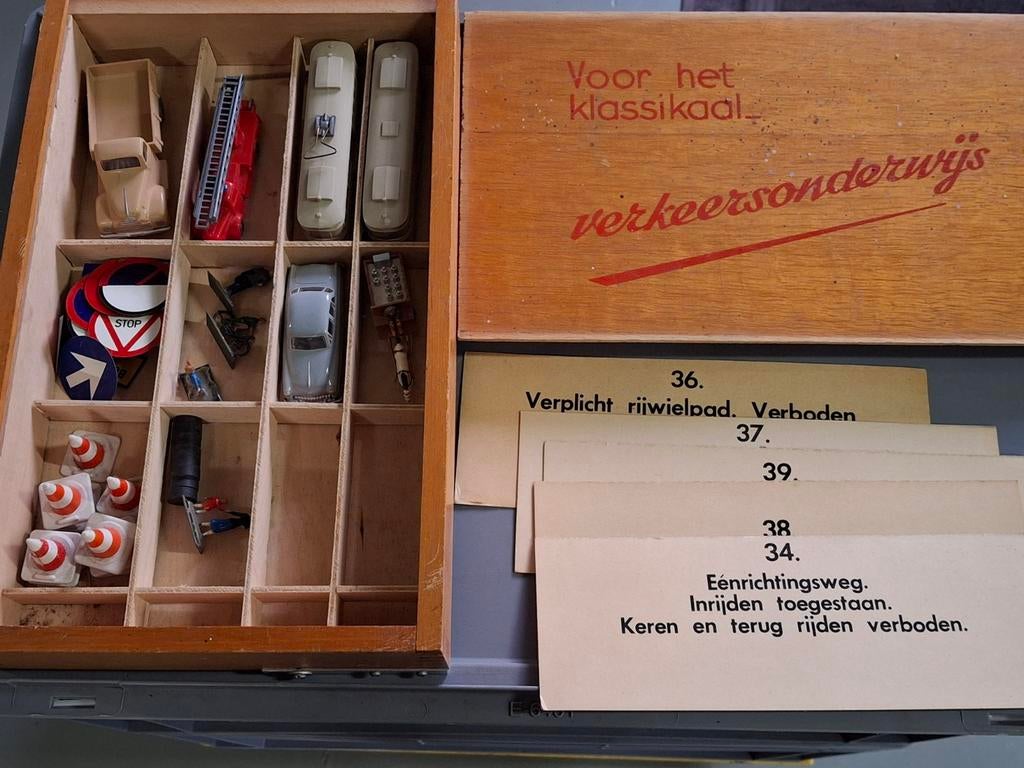 Voor het
klassikaal
verkeersonderwijs
STOP
36.
Verplicht rijwielpad. Verboden
37.
39.
38
34.
Eénrichtingsweg.
Inrijden toegestaan.
Keren en terug rijden verboden.